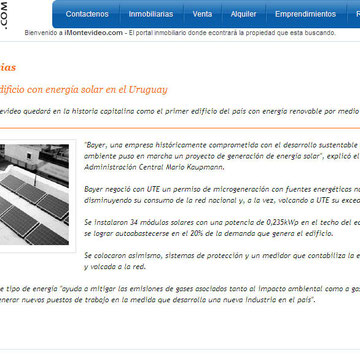 .COM
Contactenos Inmobiliarias Venta Alquiler Emprendimientos
Bienvenido a iMontevideo.com - El portal inmobiliario donde econtrará la propiedad que esta buscando.
ias
dificio con energía solar en el Uruguay
evideo quedará en la historia capitalina como el primer edificio del país con energía renovable por medio
"Bayer, una empresa históricamente comprometida con el desarrollo sustentable
ambiente puso en marcha un proyecto de generación de energía solar", explicó el
Administración Central Mario Kaupmann.
Bayer negoció con UTE un permiso de microgeneración con fuentes energéticas
disminuyendo su consumo de la red nacional y, a la vez, volcando a UTE su
Se instalaron 34 módulos solares con una potencia de 0,235kWp en el techo del
se lograr autoabastecerse en el 20% de la demanda que genera el edificio.
Se colocaron asimismo, sistemas de protección y un medidor que contabiliza la
y volcada a la red.
e tipo de energía "ayuda a mitigar las emisiones de gases asociados tanto al impacto ambiental como a
enerar nuevos puestos de trabajo en la medida que desarrolla una nueva industria en el país".